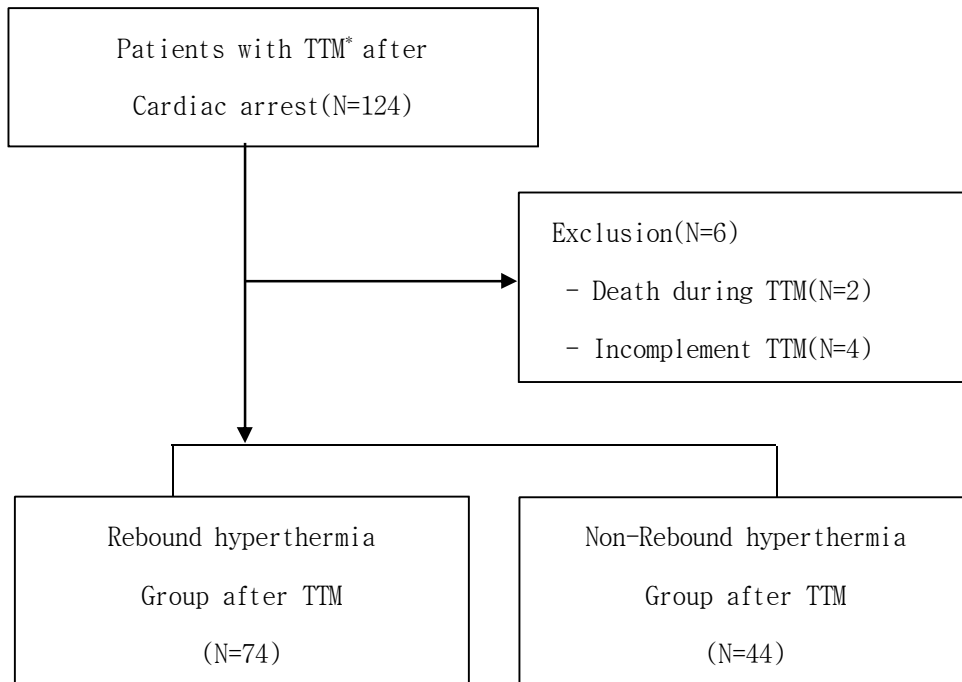 Patients with TTM* after
Cardiac arrest(N=124)
Exclusion(N=6)
- Death during TTM(N=2)
- Incomplement TTM(N=4)
Rebound hyperthermia
Group after TTM
(N=74)
Non-Rebound hyperthermia
Group after TTM
(N=44)